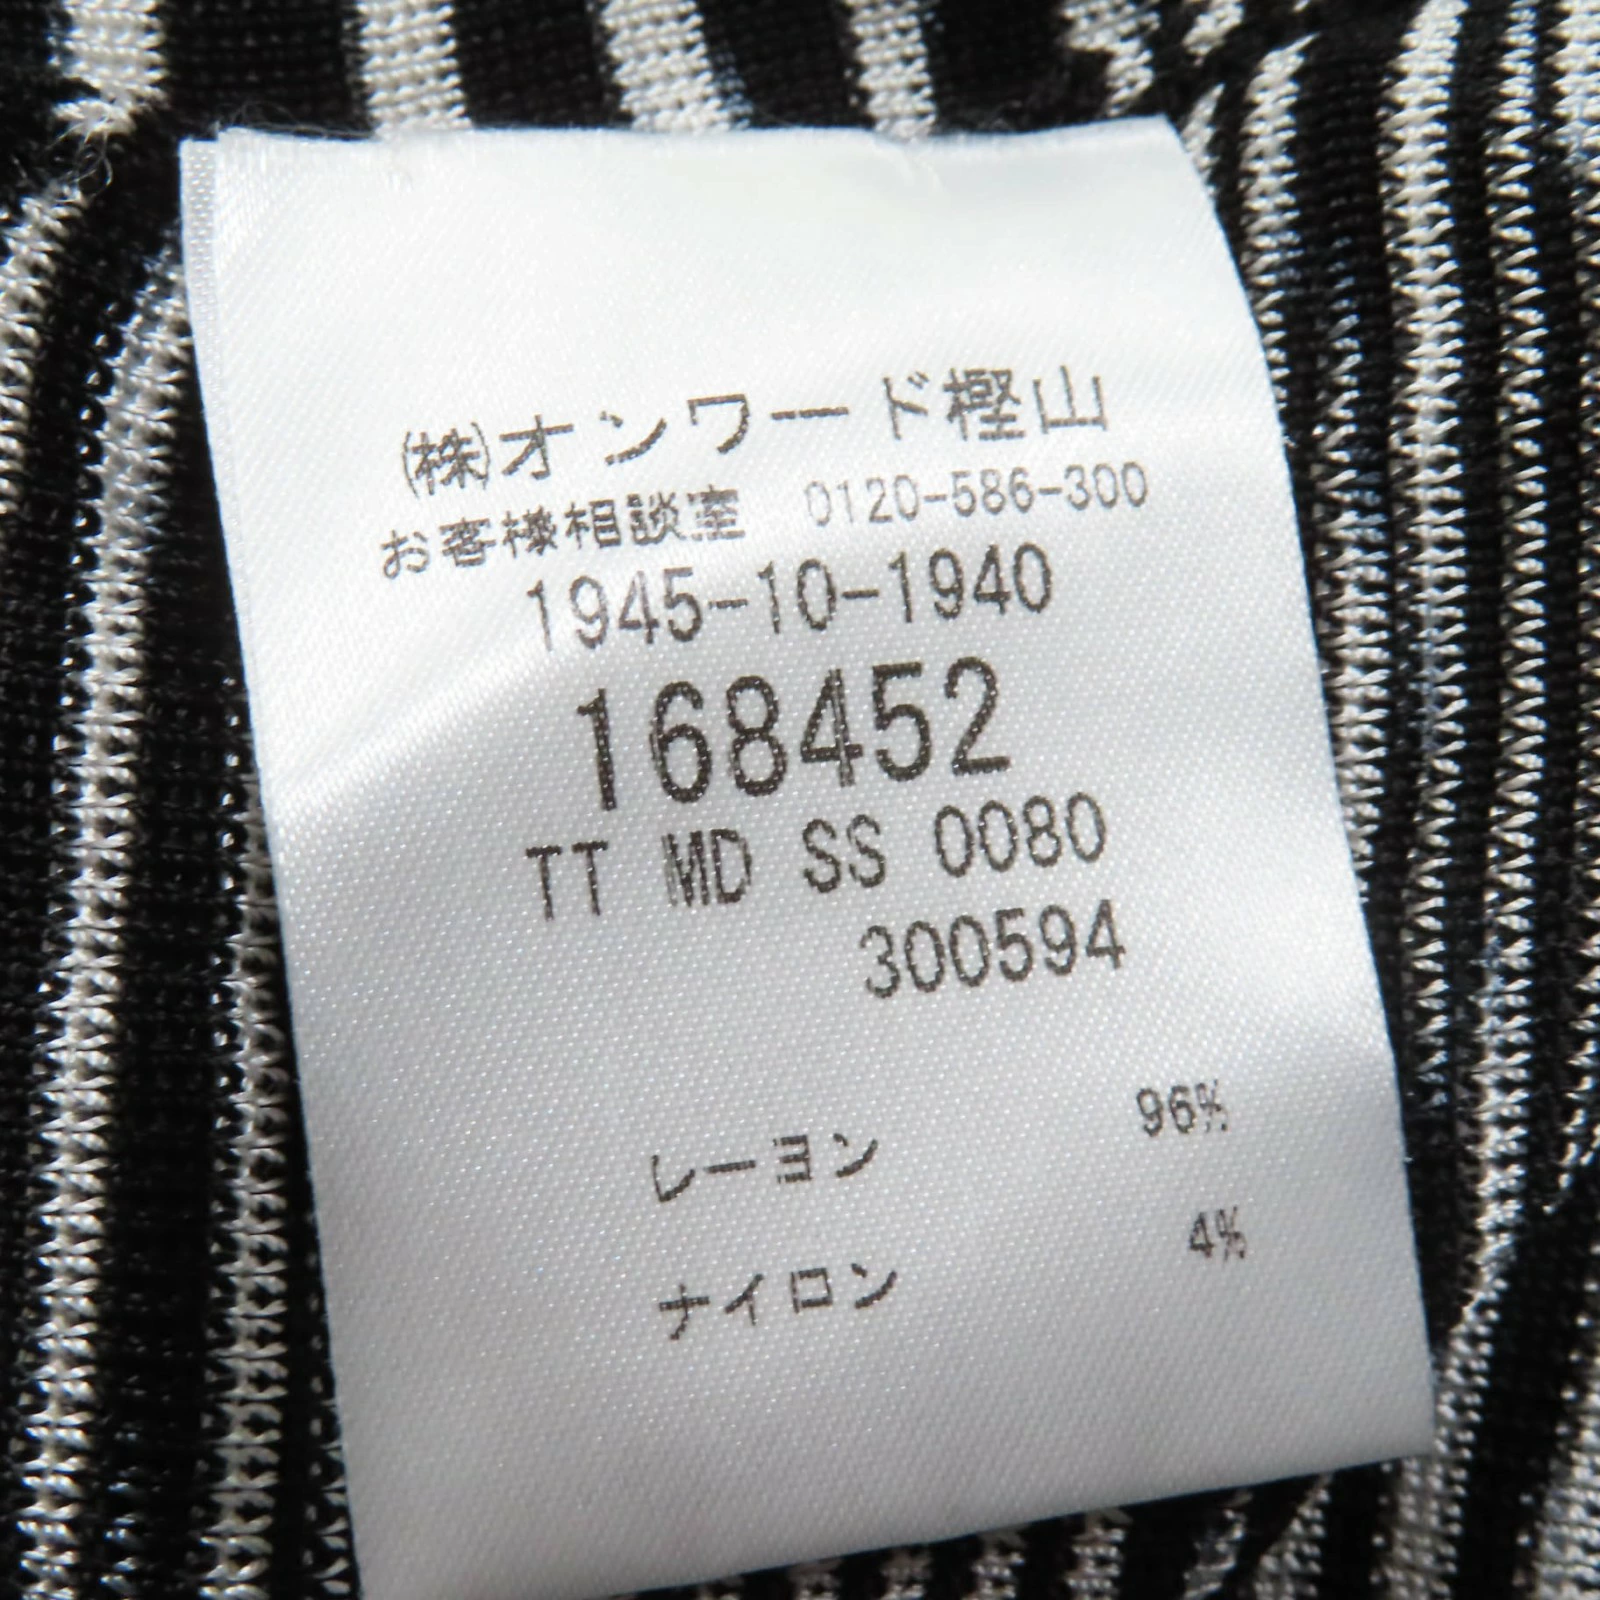 (株)オンワード樫山
お客様相談室 0120-586-300
1945-10-1940
168452
TT MD SS 0080
300594
レーヨン 96%
ナイロン 4%